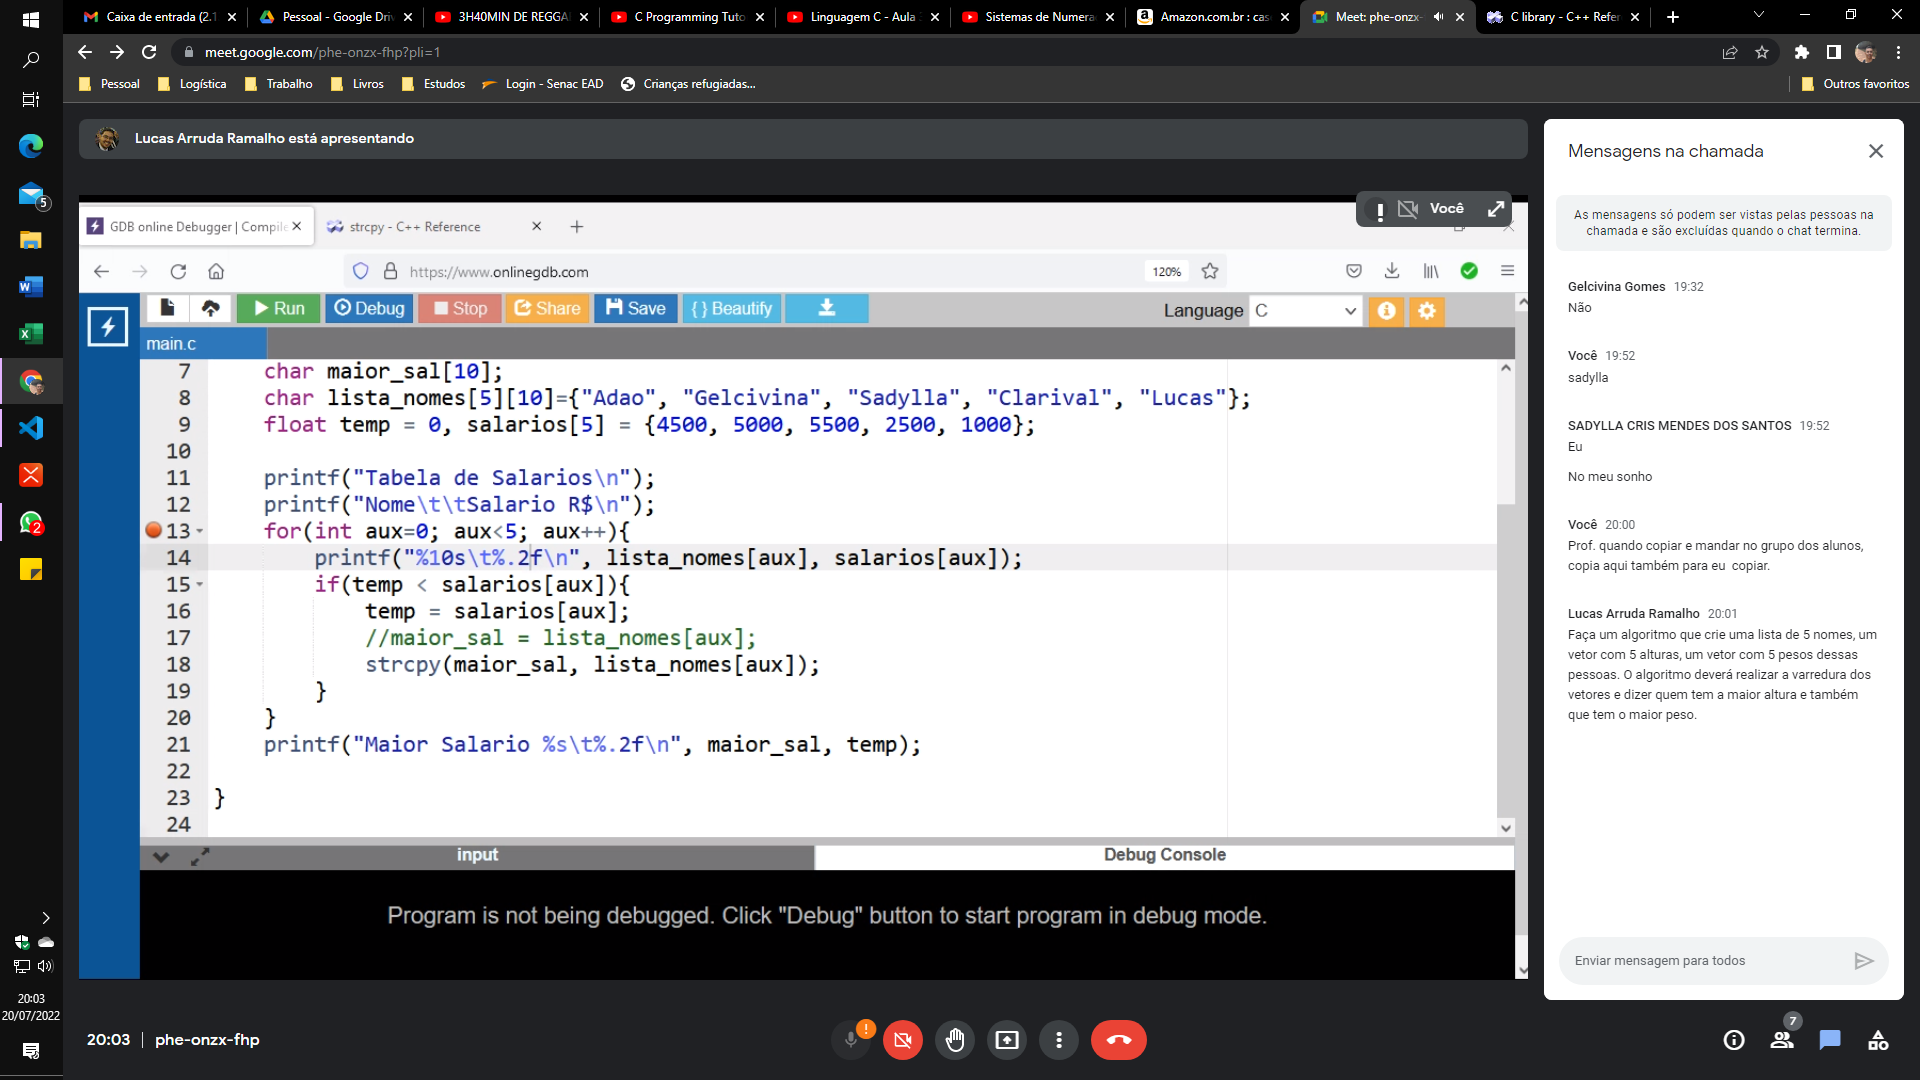 Caixa de entrada (2.1
Pessoal - Google Driv
3H40MIN DE REGGA
C Programming Tuto
Linguagem C - Aula
Sistemas de Numera
Amazon.com.br : cas
Meet: phe-onzx-
C library - C++ Refer
meet.google.com/phe-onzx-fhp?pli=1
Pessoal
Logística
Trabalho
Livros
Estudos
Login - Senac EAD
Crianças refugiadas...
Outros favoritos
Lucas Arruda Ramalho está apresentando
Você
GDB online Debugger | Compile
strcpy - C++ Reference
https://www.onlinegdb.com
120%
Run
Debug
Stop
Share
Save
{ } Beautify
Language
C
main.c
7 char maior_sal[10];
8 char lista_nomes[5][10]={"Adao", "Gelcivina", "Sadylla", "Clarival", "Lucas"};
9 float temp = 0, salarios[5] = {4500, 5000, 5500, 2500, 1000};
10
11 printf("Tabela de Salarios\n");
12 printf("Nome\t\tSalario R$\n");
13 for(int aux=0; aux<5; aux++){
14 printf("%10s\t%.2f\n", lista_nomes[aux], salarios[aux]);
15 if(temp < salarios[aux]){
16 temp = salarios[aux];
17 //maior_sal = lista_nomes[aux];
18 strcpy(maior_sal, lista_nomes[aux]);
19 }
20 }
21 printf("Maior Salario %s\t%.2f\n", maior_sal, temp);
22
23 }
24
input
Debug Console
Program is not being debugged. Click "Debug" button to start program in debug mode.
Mensagens na chamada
As mensagens só podem ser vistas pelas pessoas na
chamada e são excluídas quando o chat termina.
Gelcivina Gomes 19:32
Não
Você 19:52
sadylla
SADYLLA CRIS MENDES DOS SANTOS 19:52
Eu
No meu sonho
Você 20:00
Prof. quando copiar e mandar no grupo dos alunos,
copia aqui também para eu copiar.
Lucas Arruda Ramalho 20:01
Faça um algoritmo que crie uma lista de 5 nomes, um
vetor com 5 alturas, um vetor com 5 pesos dessas
pessoas. O algoritmo deverá realizar a varredura dos
vetores e dizer quem tem a maior altura e também
que tem o maior peso.
Enviar mensagem para todos
5
2
20:03
20/07/2022
20:03 | phe-onzx-fhp
7